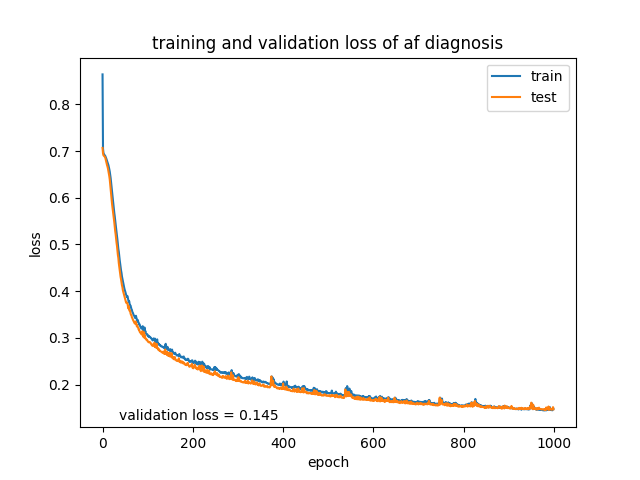 training and validation loss of af diagnosis
train
test
0.8
0.7
0.6
0.5
0.4
0.3
0.2
loss
validation loss = 0.145
0
200
400
600
800
1000
epoch